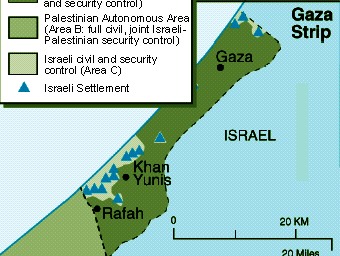 and security control)
Palestinian Autonomous Area
(Area B: full civil, joint Israeli-
Palestinian security control)
Israeli civil and security
control (Area C)
Israeli Settlement
Gaza
Strip
Gaza
ISRAEL
Khan
Yunis
Rafah
0
20 KM
20 Miles